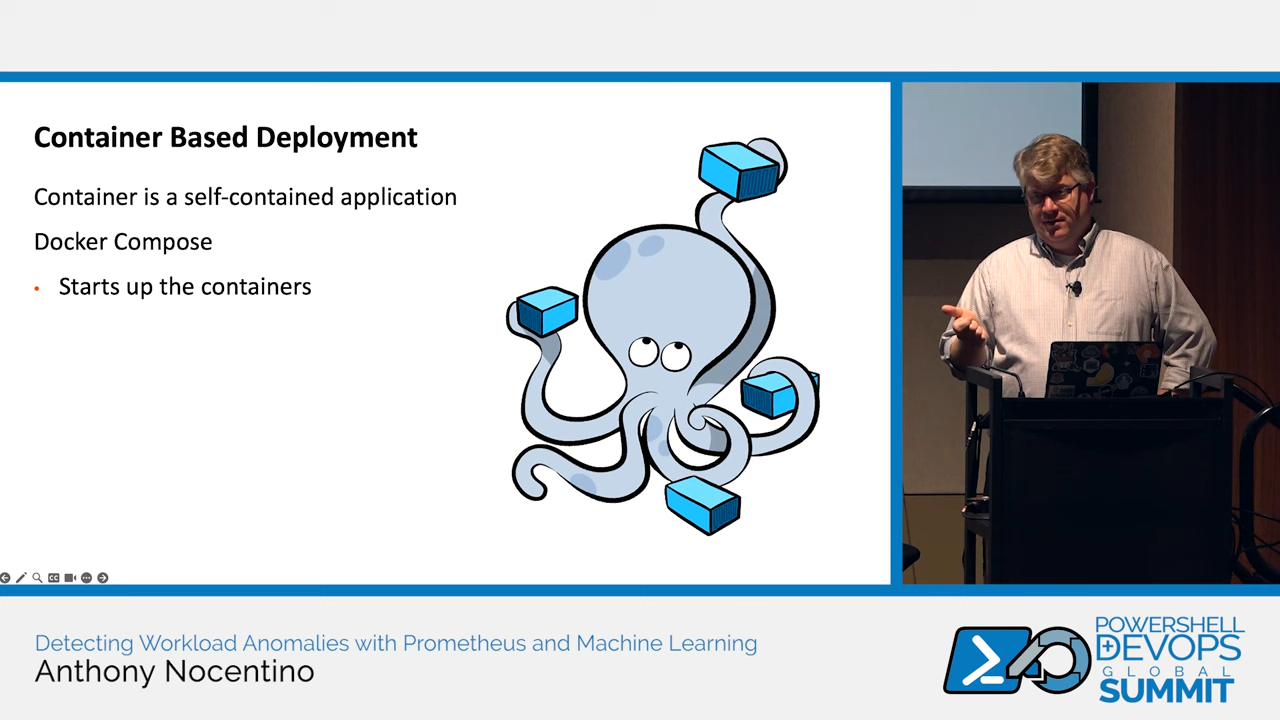 Container Based Deployment
Container is a self-contained application
Docker Compose
• Starts up the containers
Detecting Workload Anomalies with Prometheus and Machine Learning
Anthony Nocentino
POWERSHELL
DEVOPS
GLOBAL
SUMMIT